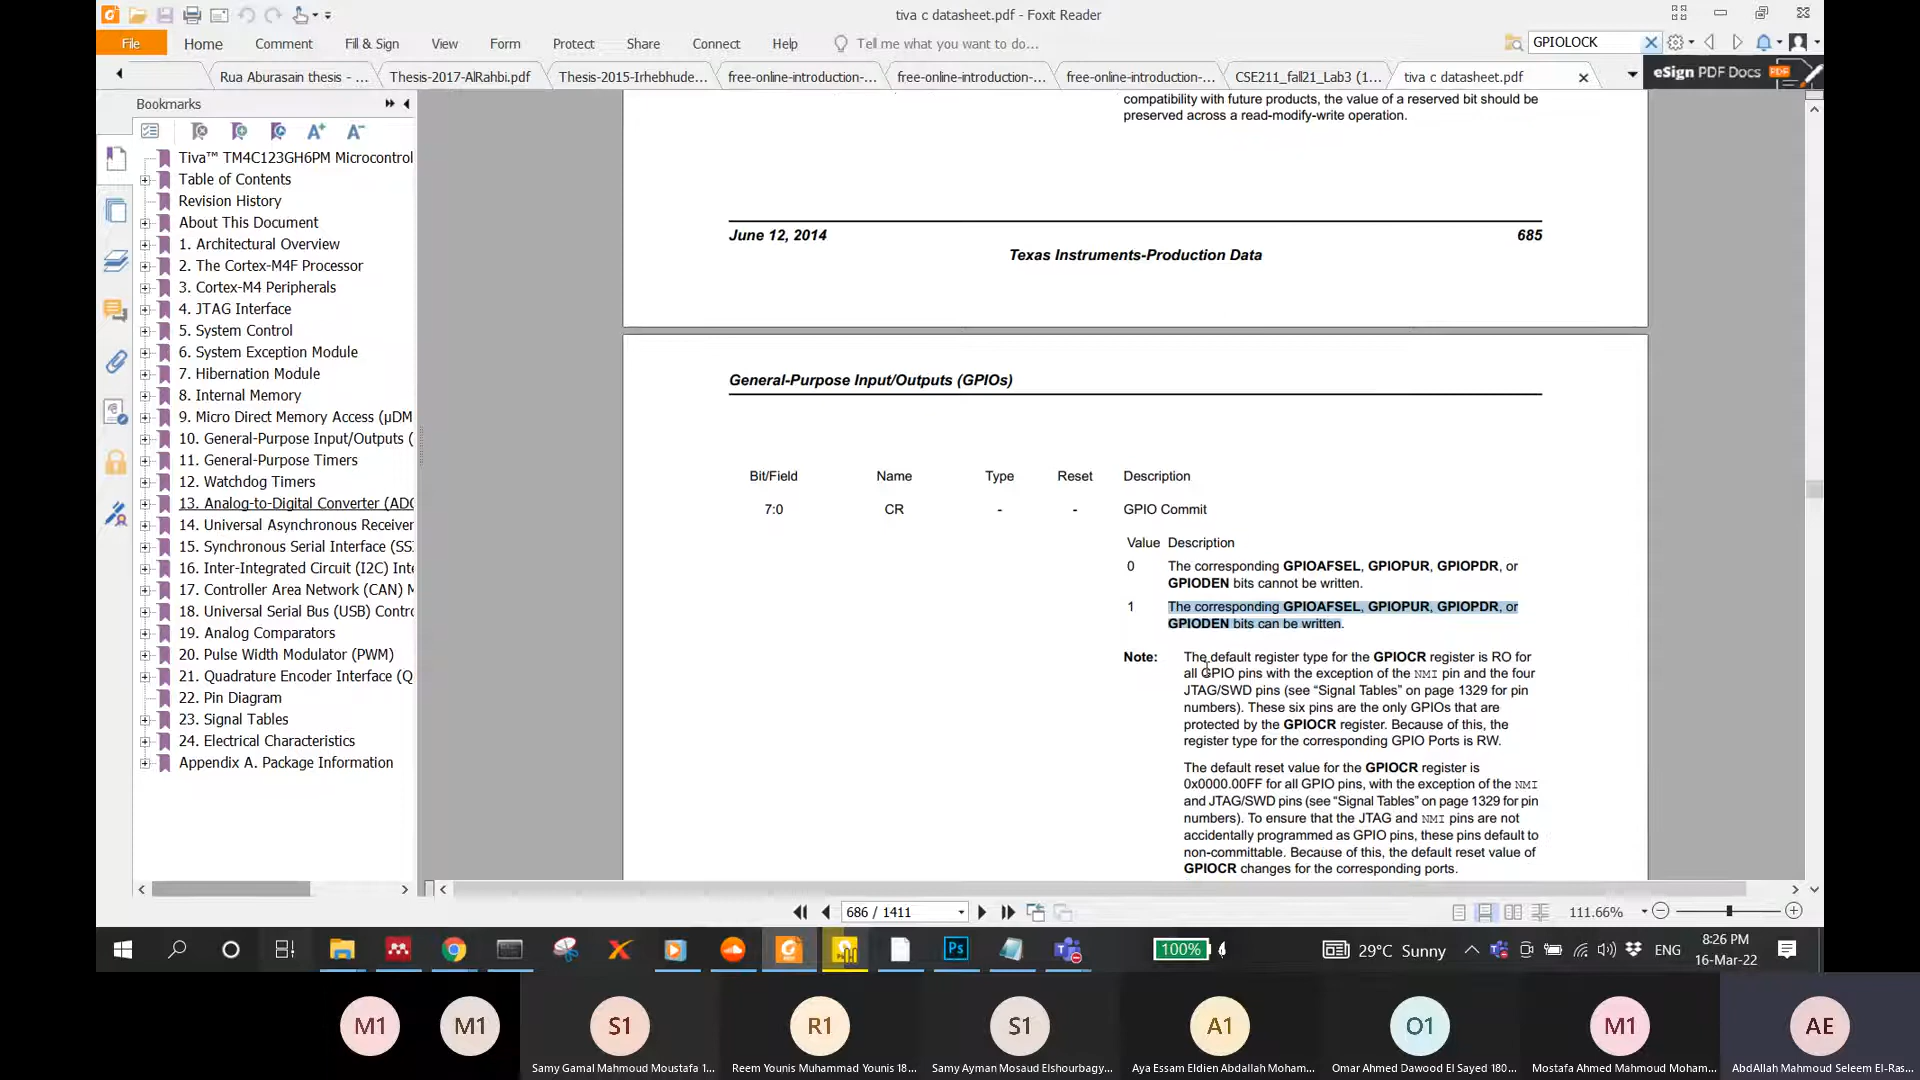 tiva c datasheet.pdf - Foxit Reader
File Home Comment Fill & Sign View Form Protect Share Connect Help Tell me what you want to do... GPIOLOCK
Rua Aburasain thesis - ... Thesis-2017-AlRahbi.pdf Thesis-2015-Irhebhude... free-online-introduction-... free-online-introduction-... free-online-introduction-... CSE211_fall21_Lab3 (1... tiva c datasheet.pdf eSign PDF Docs
Bookmarks
Tiva™ TM4C123GH6PM Microcontrol
Table of Contents
Revision History
About This Document
1. Architectural Overview
2. The Cortex-M4F Processor
3. Cortex-M4 Peripherals
4. JTAG Interface
5. System Control
6. System Exception Module
7. Hibernation Module
8. Internal Memory
9. Micro Direct Memory Access (µDM
10. General-Purpose Input/Outputs (
11. General-Purpose Timers
12. Watchdog Timers
13. Analog-to-Digital Converter (ADC
14. Universal Asynchronous Receiver
15. Synchronous Serial Interface (SS
16. Inter-Integrated Circuit (I2C) Inte
17. Controller Area Network (CAN) M
18. Universal Serial Bus (USB) Contro
19. Analog Comparators
20. Pulse Width Modulator (PWM)
21. Quadrature Encoder Interface (Q
22. Pin Diagram
23. Signal Tables
24. Electrical Characteristics
Appendix A. Package Information
compatibility with future products, the value of a reserved bit should be
preserved across a read-modify-write operation.
June 12, 2014 685
Texas Instruments-Production Data
General-Purpose Input/Outputs (GPIOs)
Bit/Field Name Type Reset Description
7:0 CR - - GPIO Commit
Value Description
0 The corresponding GPIOAFSEL, GPIOPUR, GPIOPDR, or
GPIODEN bits cannot be written.
1 The corresponding GPIOAFSEL, GPIOPUR, GPIOPDR, or
GPIODEN bits can be written.
Note: The default register type for the GPIOCR register is RO for
all GPIO pins with the exception of the NMI pin and the four
JTAG/SWD pins (see “Signal Tables” on page 1329 for pin
numbers). These six pins are the only GPIOs that are
protected by the GPIOCR register. Because of this, the
register type for the corresponding GPIO Ports is RW.
The default reset value for the GPIOCR register is
0x0000.00FF for all GPIO pins, with the exception of the NMI
and JTAG/SWD pins (see “Signal Tables” on page 1329 for pin
numbers). To ensure that the JTAG and NMI pins are not
accidentally programmed as GPIO pins, these pins default to
non-committable. Because of this, the default reset value of
GPIOCR changes for the corresponding ports.
686 / 1411 111.66%
100% 29°C Sunny ENG 8:26 PM
16-Mar-22
M1 M1 S1 R1 S1 A1 O1 M1 AE
Samy Gamal Mahmoud Moustafa 1... Reem Younis Muhammad Younis 18... Samy Ayman Mosaud Elshourbagy... Aya Essam Eldien Abdallah Moham... Omar Ahmed Dawood El Sayed 180... Mostafa Ahmed Mahmoud Moham... AbdAllah Mahmoud Seleem El-Ras...